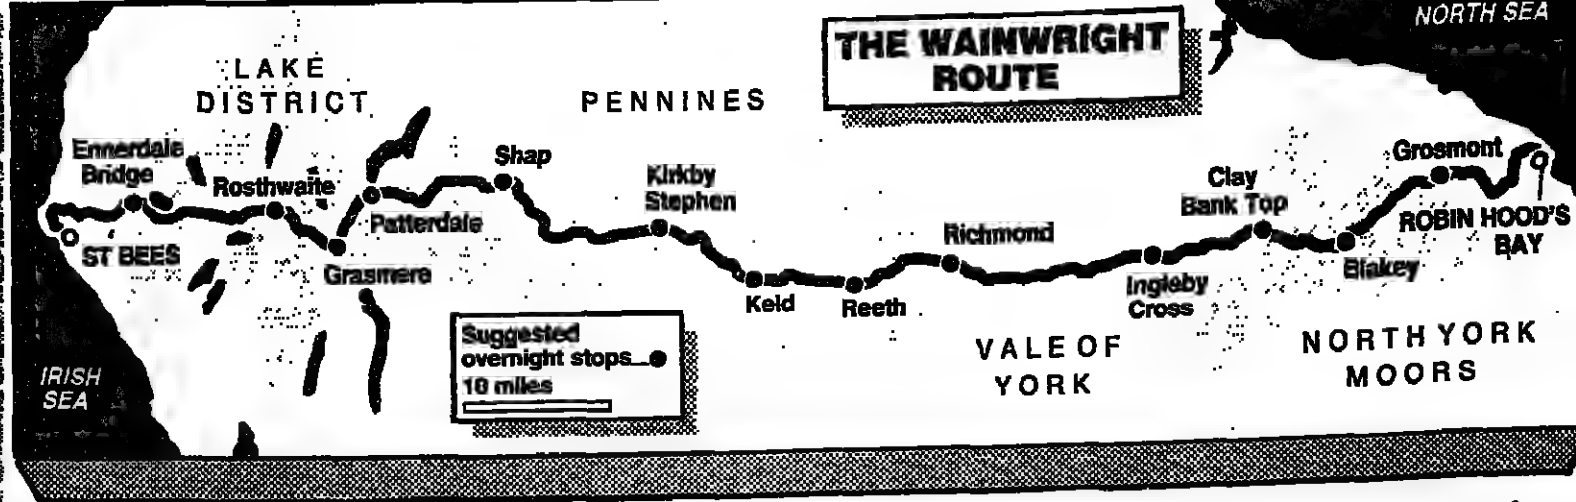 NORTH SEA
THE WAINWRIGHT
ROUTE
LAKE
DISTRICT
PENNINES
Ennerdale
Bridge
Rosthwaite
Shap
Kirkby
Stephen
Patterdale
Grasmere
ST BEES
Keld
Reeth
Richmond
Ingleby
Cross
Clay
Bank Top
Blakey
Grosmont
ROBIN HOOD'S
BAY
Suggested
overnight stops
10 miles
VALE OF
YORK
NORTH YORK
MOORS
IRISH
SEA